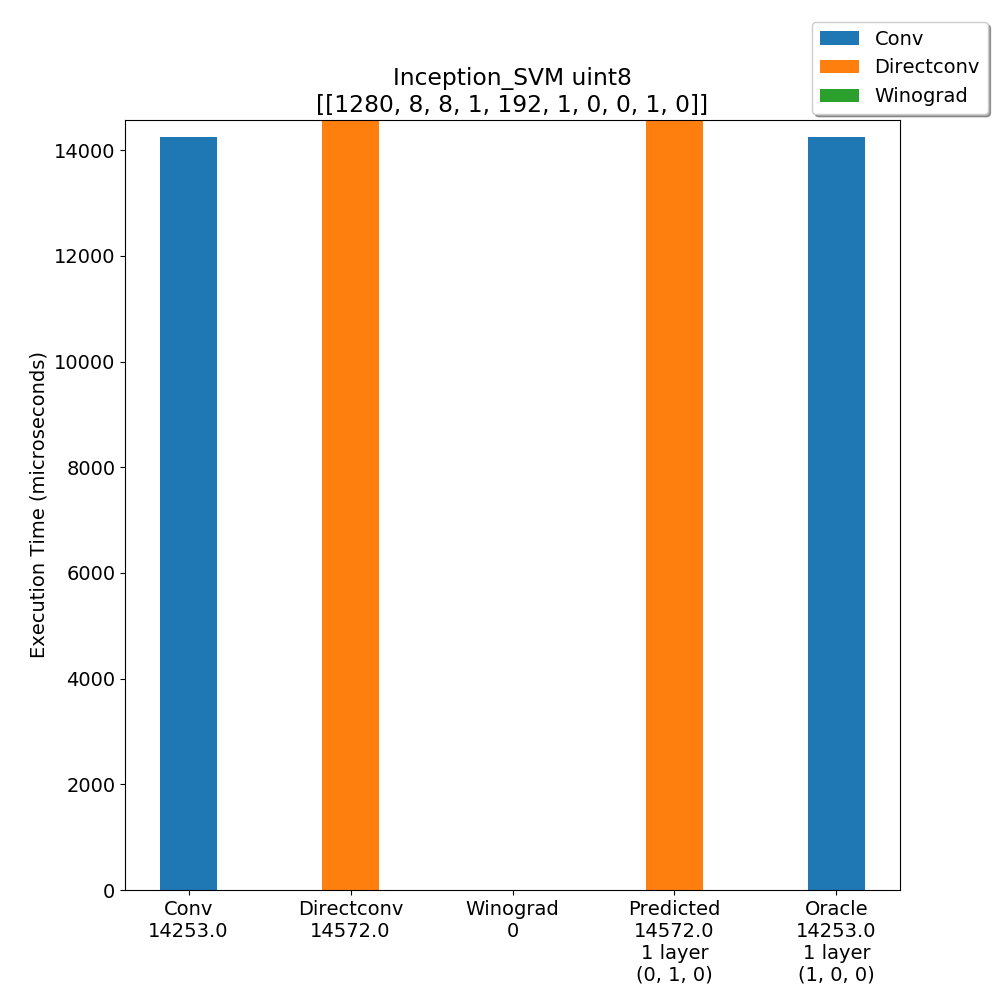 Conv
Directconv
Winograd
Inception_SVM uint8
[[1280, 8, 8, 1, 192, 1, 0, 0, 1, 0]]
Execution Time (microseconds)
14000
12000
10000
8000
6000
4000
2000
0
Conv
14253.0
Directconv
14572.0
Winograd
0
Predicted
14572.0
1 layer
(0, 1, 0)
Oracle
14253.0
1 layer
(1, 0, 0)